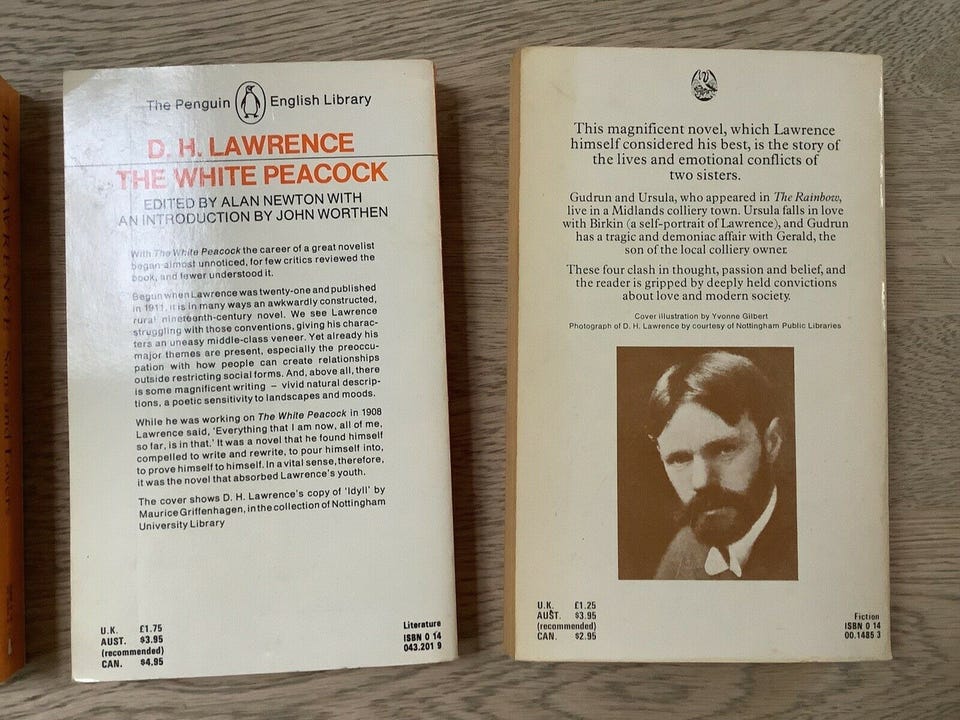 D. H. LAWRENCE Sons and Lovers
The Penguin English Library
D. H. LAWRENCE
THE WHITE PEACOCK
EDITED BY ALAN NEWTON WITH
AN INTRODUCTION BY JOHN WORTHEN
With The White Peacock the career of a great novelist
began almost unnoticed, for few critics reviewed the
book, and fewer understood it.
Begun when Lawrence was twenty-one and published
in 1911, it is in many ways an awkwardly constructed,
rural nineteenth-century novel. We see Lawrence
struggling with those conventions, giving his charac-
ters an uneasy middle-class veneer. Yet already his
major themes are present, especially the preoccu-
pation with how people can create relationships
outside restricting social forms. And, above all, there
is some magnificent writing – vivid natural descrip-
tions, a poetic sensitivity to landscapes and moods.
While he was working on The White Peacock in 1908
Lawrence said, 'Everything that I am now, all of me,
so far, is in that.' It was a novel that he found himself
compelled to write and rewrite, to pour himself into,
to prove himself to himself. In a vital sense, therefore,
it was the novel that absorbed Lawrence's youth.
The cover shows D. H. Lawrence's copy of 'Idyll' by
Maurice Griffenhagen, in the collection of Nottingham
University Library
U.K. £1.75
AUST. $3.95
(recommended)
CAN. $4.95
Literature
ISBN 0 14
043.201 9
This magnificent novel, which Lawrence
himself considered his best, is the story of
the lives and emotional conflicts of
two sisters.
Gudrun and Ursula, who appeared in The Rainbow,
live in a Midlands colliery town. Ursula falls in love
with Birkin (a self-portrait of Lawrence), and Gudrun
has a tragic and demoniac affair with Gerald, the
son of the local colliery owner.
These four clash in thought, passion and belief, and
the reader is gripped by deeply held convictions
about love and modern society.
Cover illustration by Yvonne Gilbert
Photograph of D. H. Lawrence by courtesy of Nottingham Public Libraries
U.K. £1.25
AUST. $3.95
(recommended)
CAN. $2.95
Fiction
ISBN 0 14
00.1485 3